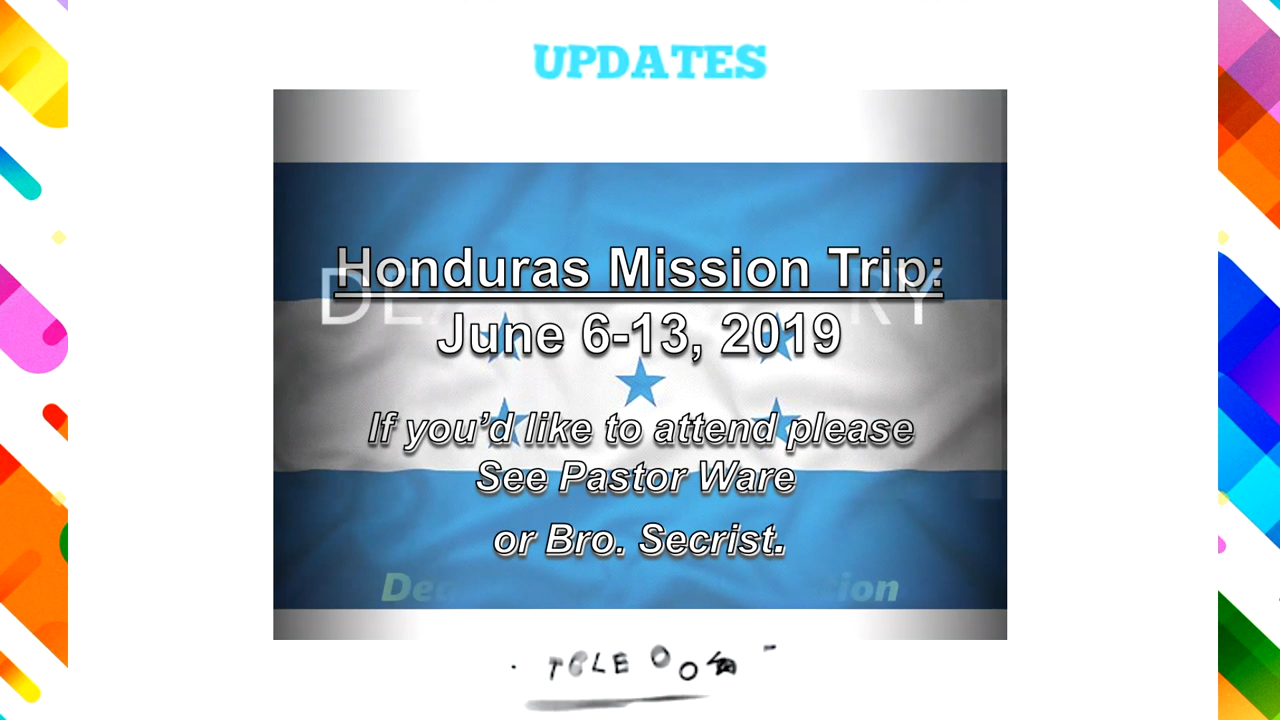 UPDATES
Honduras Mission Trip:
June 6-13, 2019
If you’d like to attend please
See Pastor Ware
or Bro. Secrist.